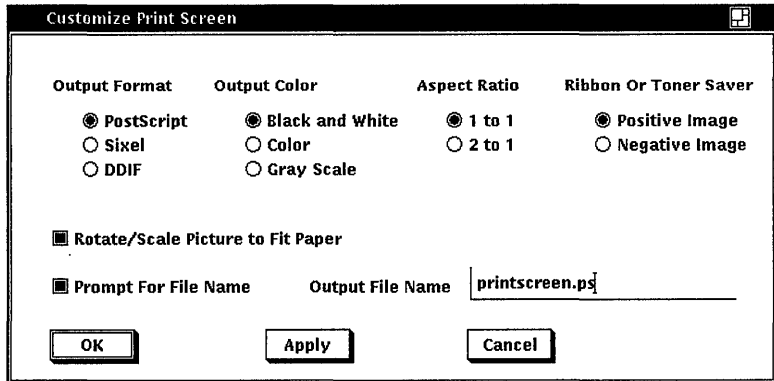 Customize Print Screen
Output Format Output Color Aspect Ratio Ribbon Or Toner Saver
PostScript Black and White 1 to 1 Positive Image
Sixel Color 2 to 1 Negative Image
DDIF Gray Scale
Rotate/Scale Picture to Fit Paper
Prompt For File Name Output File Name printscreen.ps
OK Apply Cancel